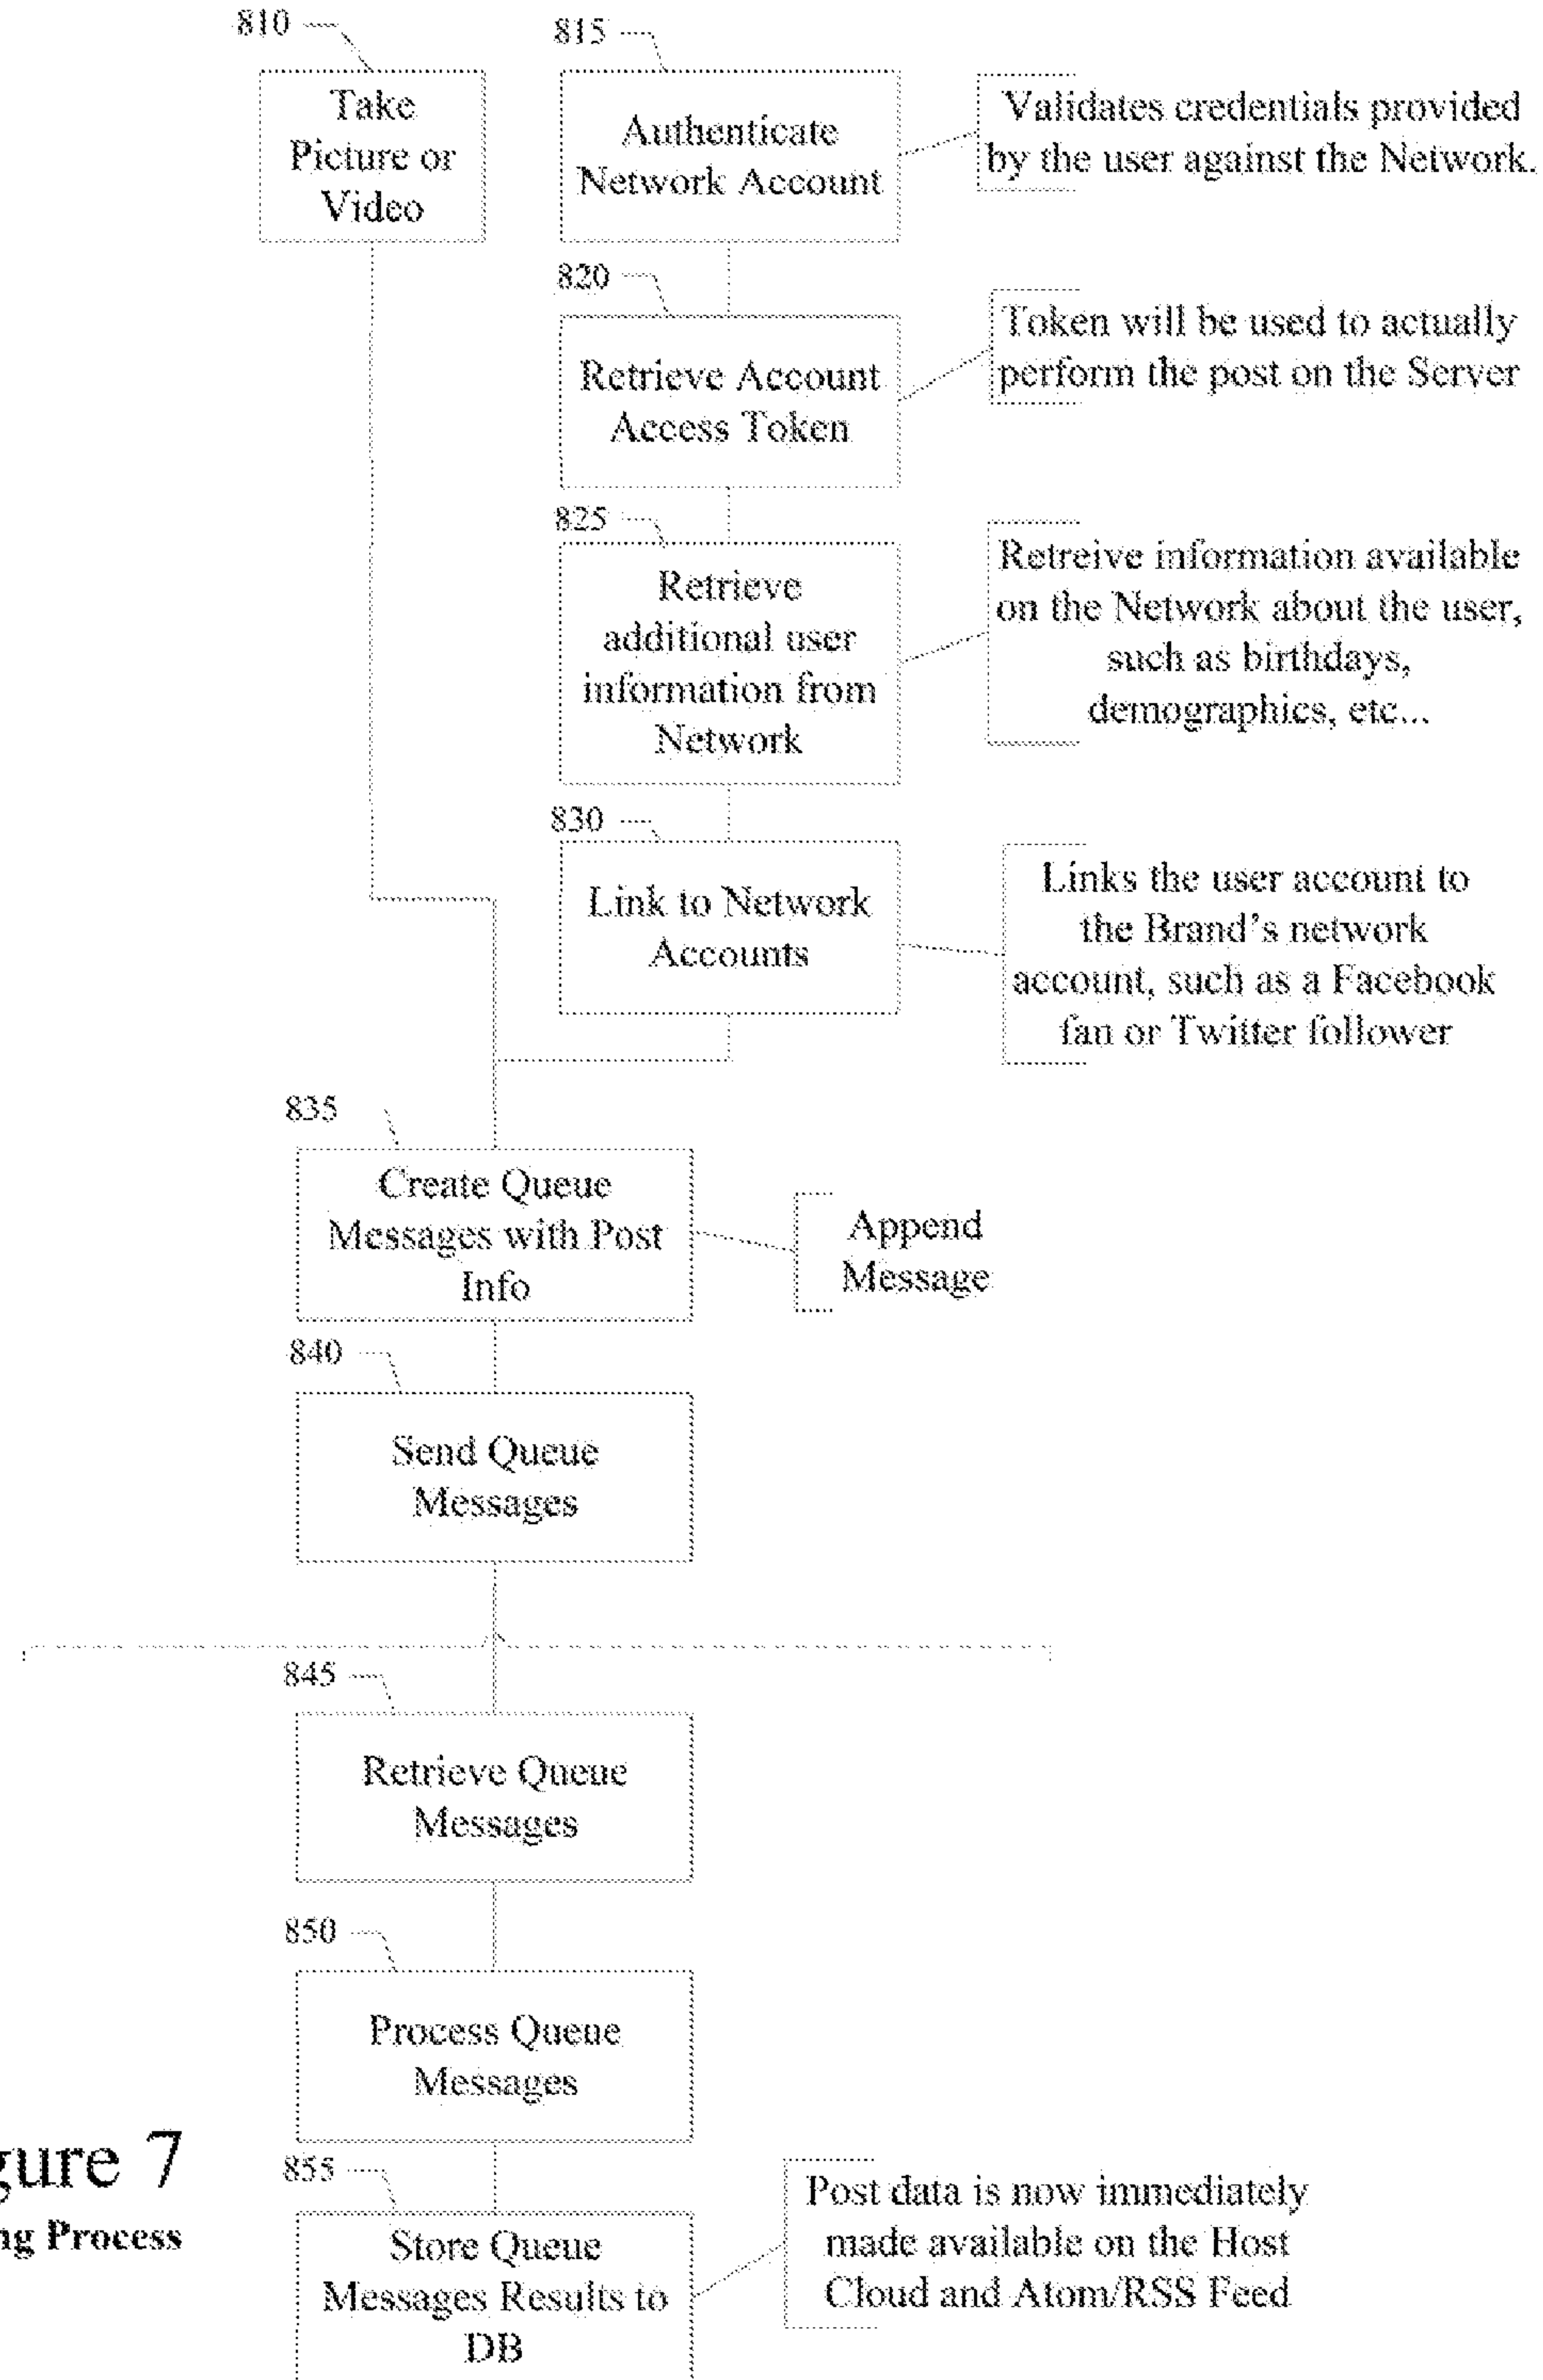 810
Take
Picture or
Video
815
Authenticate
Network Account
Validates credentials provided
by the user against the Network.
820
Retrieve Account
Access Token
Token will be used to actually
perform the post on the Server
825
Retrieve
additional user
information from
Network
Retreive information available
on the Network about the user,
such as birthdays,
demographics, etc...
830
Link to Network
Accounts
Links the user account to
the Brand's network
account, such as a Facebook
fan or Twitter follower
835
Create Queue
Messages with Post
Info
Append
Message
840
Send Queue
Messages
845
Retrieve Queue
Messages
850
Process Queue
Messages
855
Store Queue
Messages Results to
DB
Post data is now immediately
made available on the Host
Cloud and Atom/RSS Feed
gure 7
ng Process